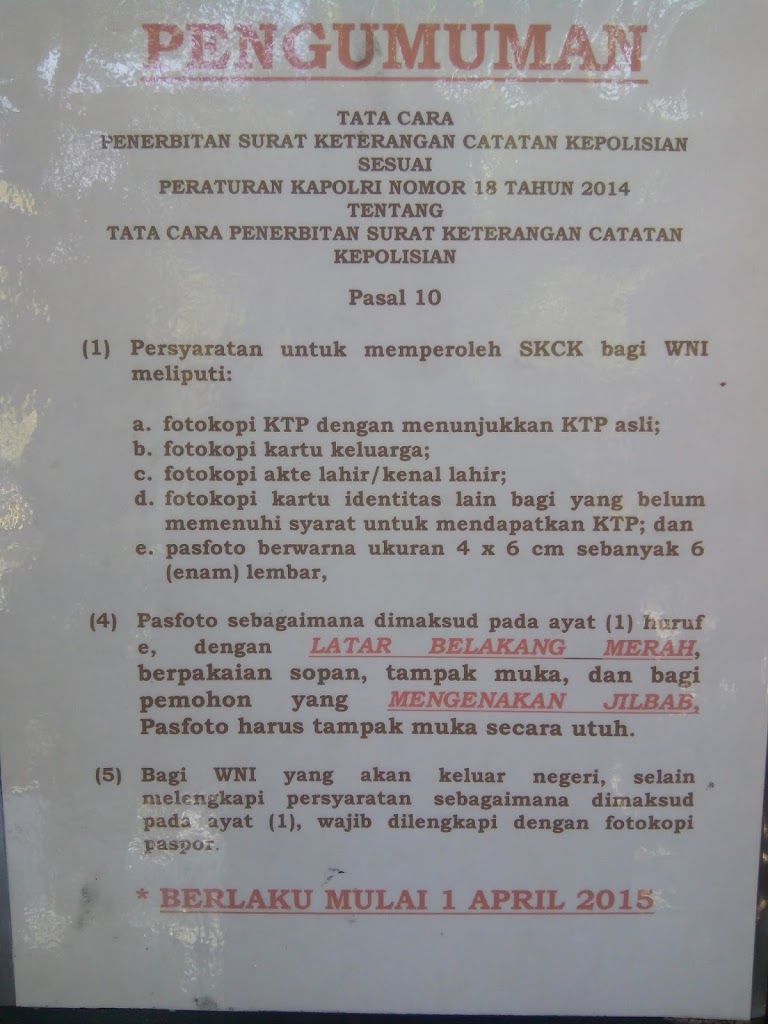 PENGUMUMAN
TATA CARA
PENERBITAN SURAT KETERANGAN CATATAN KEPOLISIAN
SESUAI
PERATURAN KAPOLRI NOMOR 18 TAHUN 2014
TENTANG
TATA CARA PENERBITAN SURAT KETERANGAN CATATAN
KEPOLISIAN
Pasal 10
(1) Persyaratan untuk memperoleh SKCK bagi WNI
meliputi:
a. fotokopi KTP dengan menunjukkan KTP asli;
b. fotokopi kartu keluarga;
c. fotokopi akte lahir/kenal lahir;
d. fotokopi kartu identitas lain bagi yang belum
memenuhi syarat untuk mendapatkan KTP; dan
e. pasfoto berwarna ukuran 4 x 6 cm sebanyak 6
(enam) lembar,
(4) Pasfoto sebagaimana dimaksud pada ayat (1) huruf
e, dengan LATAR BELAKANG MERAH,
berpakaian sopan, tampak muka, dan bagi
pemohon yang MENGENAKAN JILBAB,
Pasfoto harus tampak muka secara utuh.
(5) Bagi WNI yang akan keluar negeri, selain
melengkapi persyaratan sebagaimana dimaksud
pada ayat (1), wajib dilengkapi dengan fotokopi
paspor.
* BERLAKU MULAI 1 APRIL 2015